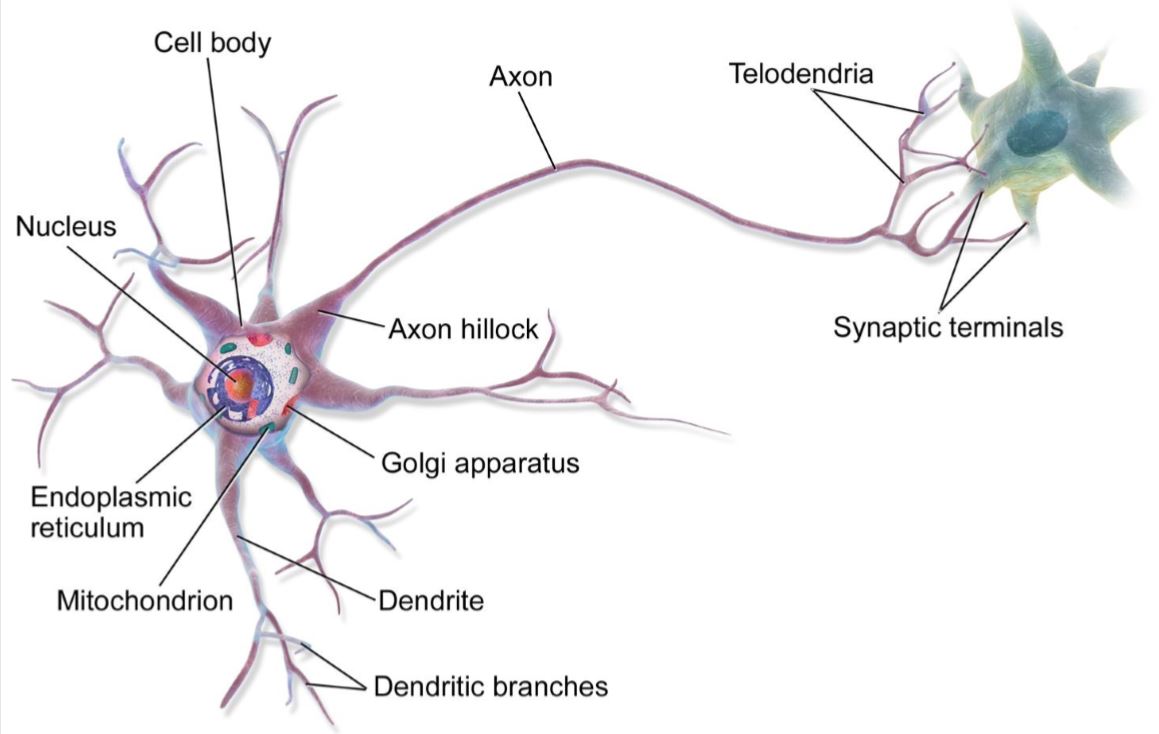 Cell body
Axon
Telodendria
Nucleus
Axon hillock
Synaptic terminals
Golgi apparatus
Endoplasmic
reticulum
Mitochondrion
Dendrite
Dendritic branches